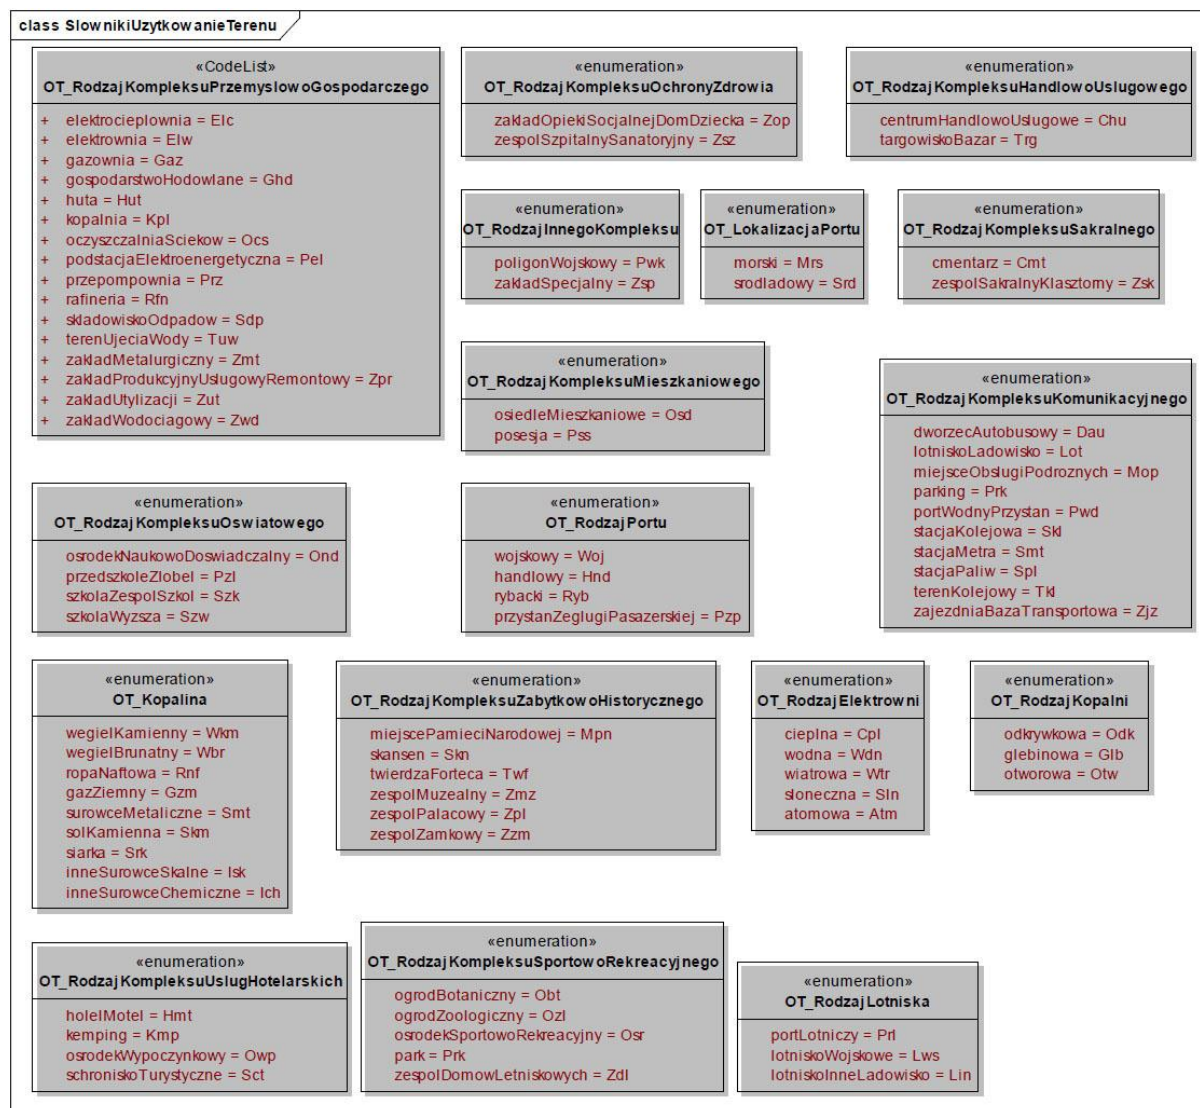 class SlownikiUzytkowanieTerenu
«CodeList»
OT_RodzajKompleksuPrzemyslowoGospodarczego
+ elektrocieplownia = Elc
+ elektrownia = Elw
+ gazownia = Gaz
+ gospodarstwoHodowlane = Ghd
+ huta = Hut
+ kopalnia = Kpl
+ oczyszczalniaSciekow = Ocs
+ podstacjaElektroenergetyczna = Pel
+ przepompownia = Prz
+ rafineria = Rfn
+ skladowiskoOdpadow = Sdp
+ terenUjeciaWody = Tuw
+ zakladMetalurgiczny = Zmt
+ zakladProdukcyjnyUslugowyRemontowy = Zpr
+ zakladUtylizacji = Zut
+ zakladWodociagowy = Zwd
«enumeration»
OT_RodzajKompleksuOchronyZdrowia
zakladOpiekiSocjalnejDomDziecka = Zop
zespolSzpitalnySanatoryjny = Zsz
«enumeration»
OT_RodzajKompleksuHandlowoUslugowego
centrumHandlowoUslugowe = Chu
targowiskoBazar = Trg
«enumeration»
OT_RodzajInnegoKompleksu
poligonWojskowy = Pwk
zakladSpecjalny = Zsp
«enumeration»
OT_LokalizacjaPortu
morski = Mrs
srodladowy = Srd
«enumeration»
OT_RodzajKompleksuSakralnego
cmentarz = Cmt
zespolSakralnyKlasztorny = Zsk
«enumeration»
OT_RodzajKompleksuMieszkaniowego
osiedleMieszkaniowe = Osd
posesja = Pss
«enumeration»
OT_RodzajKompleksuKomunikacyjnego
dworzecAutobusowy = Dau
lotniskoLadowisko = Lot
miejsceObslugiPodroznych = Mop
parking = Prk
portWodnyPrzystan = Pwd
stacjaKolejowa = Skl
stacjaMetra = Smt
stacjaPaliw = Spl
terenKolejowy = Tkl
zajezdniaBazaTransportowa = Zjz
«enumeration»
OT_RodzajKompleksuOswiatowego
osrodekNaukowoDoswiadczalny = Ond
przedszkoleZlobel = Pzl
szkolaZespolSzkol = Szk
szkolaWyzsza = Szw
«enumeration»
OT_RodzajPortu
wojskowy = Woj
handlowy = Hnd
rybacki = Ryb
przystanZeglugiPasazerskiej = Pzp
«enumeration»
OT_Kopalina
wegielKamienny = Wkm
wegielBrunatny = Wbr
ropaNaftowa = Rnf
gazZiemny = Gzm
surowceMetaliczne = Smt
solKamienna = Skm
siarka = Srk
inneSurowceSkalne = Isk
inneSurowceChemiczne = Ich
«enumeration»
OT_RodzajKompleksuZabytkowoHistorycznego
miejscePamieciNarodowej = Mpn
skansen = Skn
twierdzaForteca = Twf
zespolMuzealny = Zmz
zespolPalacowy = Zpl
zespolZamkowy = Zzm
«enumeration»
OT_RodzajElektrowni
cieplna = Cpl
wodna = Wdn
wiatrowa = Wtr
sloneczna = Sln
atomowa = Atm
«enumeration»
OT_RodzajKopalni
odkrywkowa = Odk
glebinowa = Glb
otworowa = Otw
«enumeration»
OT_RodzajKompleksuUslugHotelarskich
holelMotel = Hmt
kemping = Kmp
osrodekWypoczynkowy = Owp
schroniskoTurystyczne = Sct
«enumeration»
OT_RodzajKompleksuSportowoRekreacyjnego
ogrodBotaniczny = Obt
ogrodZoologiczny = Ozl
osrodekSportowoRekreacyjny = Osr
park = Prk
zespolDomowLetniskowych = Zdl
«enumeration»
OT_RodzajLotniska
portLotniczy = Prl
lotniskoWojskowe = Lws
lotniskoInneLadowisko = Lin